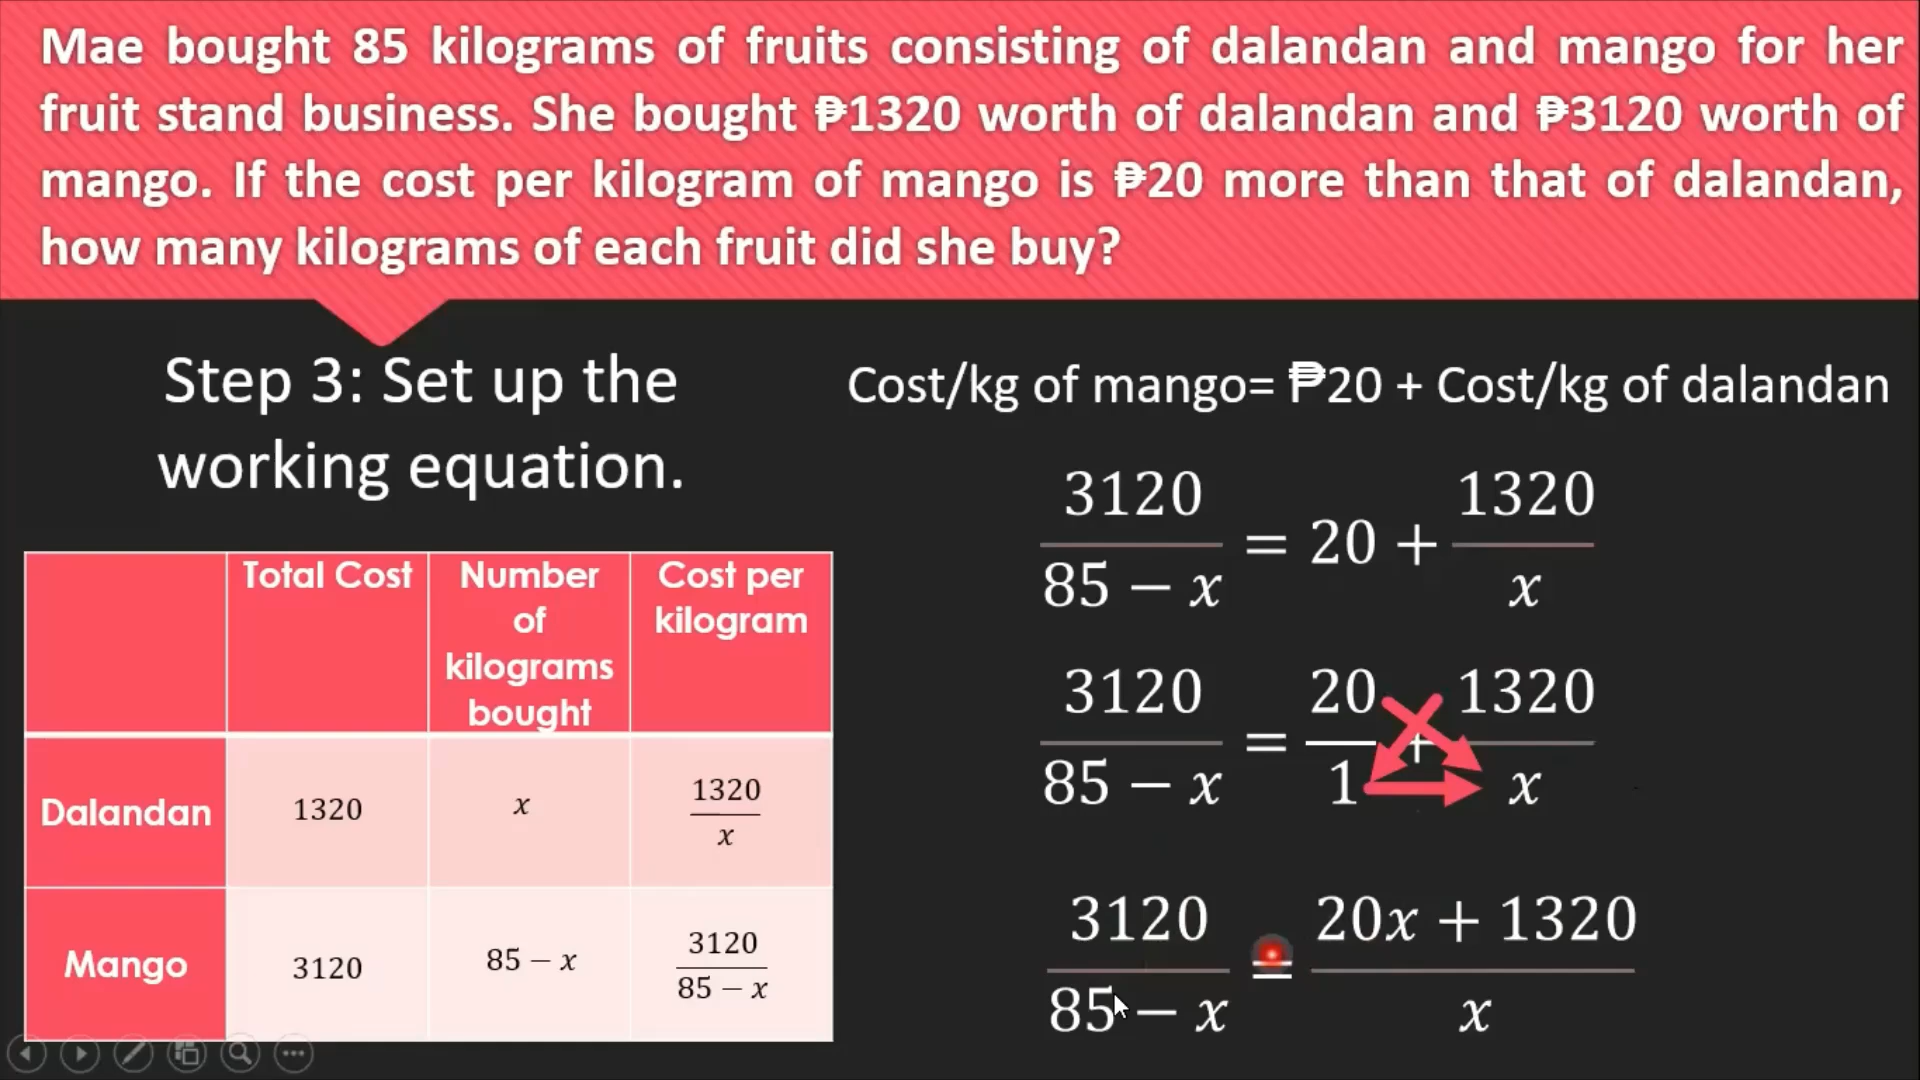 Mae bought 85 kilograms of fruits consisting of dalandan and mango for her
fruit stand business. She bought ₱1320 worth of dalandan and ₱3120 worth of
mango. If the cost per kilogram of mango is ₱20 more than that of dalandan,
how many kilograms of each fruit did she buy?
Step 3: Set up the
working equation.
Total Cost
Number
of
kilograms
bought
Cost per
kilogram
Dalandan
1320
x
1320
x
Mango
3120
85 − x
3120
85 − x
Cost/kg of mango= ₱20 + Cost/kg of dalandan
3120
85 − x
= 20 +
1320
x
3120
85 − x
=
20
1
+
1320
x
3120
85 − x
=
20x + 1320
x